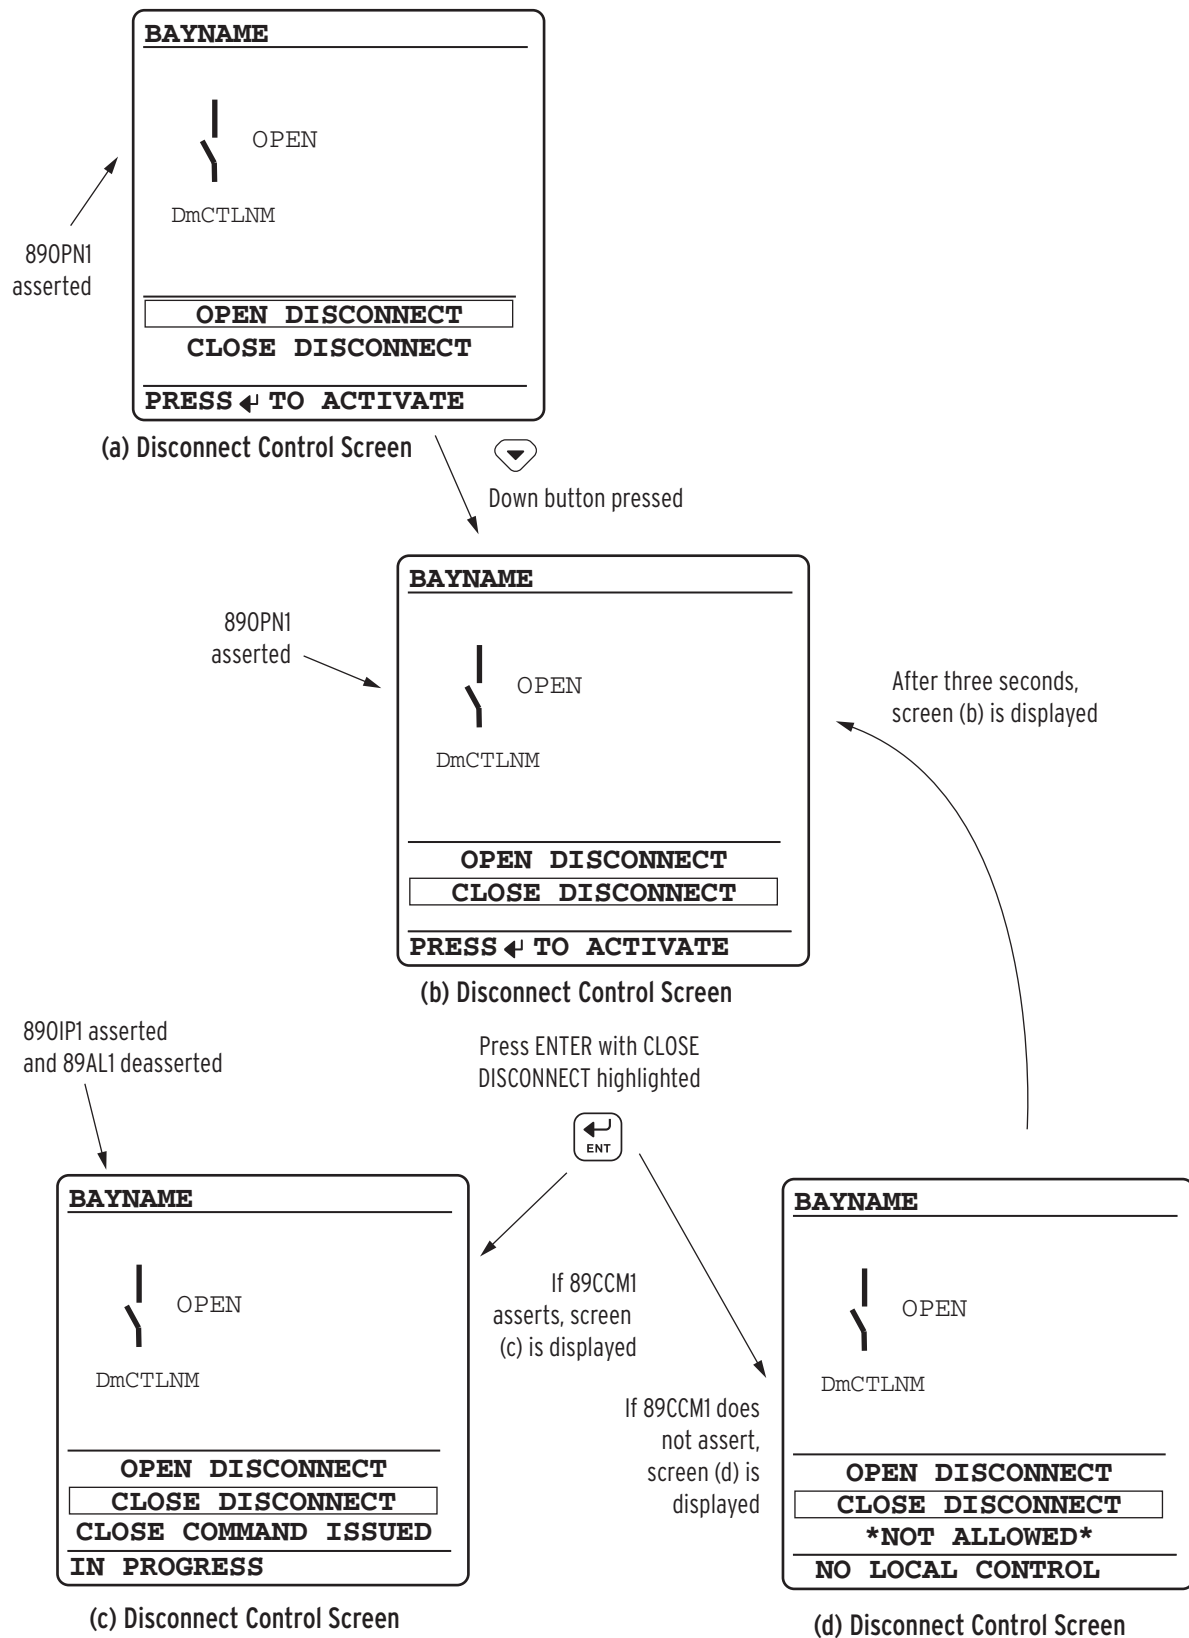 BAYNAME
OPEN
DmCTLNM
89OPN1
asserted
OPEN DISCONNECT
CLOSE DISCONNECT
PRESS TO ACTIVATE
(a) Disconnect Control Screen
Down button pressed
BAYNAME
89OPN1
asserted
OPEN
DmCTLNM
After three seconds,
screen (b) is displayed
OPEN DISCONNECT
CLOSE DISCONNECT
PRESS TO ACTIVATE
(b) Disconnect Control Screen
89OIP1 asserted
and 89AL1 deasserted
Press ENTER with CLOSE
DISCONNECT highlighted
ENT
BAYNAME
OPEN
DmCTLNM
If 89CCM1
asserts, screen
(c) is displayed
OPEN DISCONNECT
CLOSE DISCONNECT
CLOSE COMMAND ISSUED
IN PROGRESS
(c) Disconnect Control Screen
If 89CCM1 does
not assert,
screen (d) is
displayed
BAYNAME
OPEN
DmCTLNM
OPEN DISCONNECT
CLOSE DISCONNECT
*NOT ALLOWED*
NO LOCAL CONTROL
(d) Disconnect Control Screen